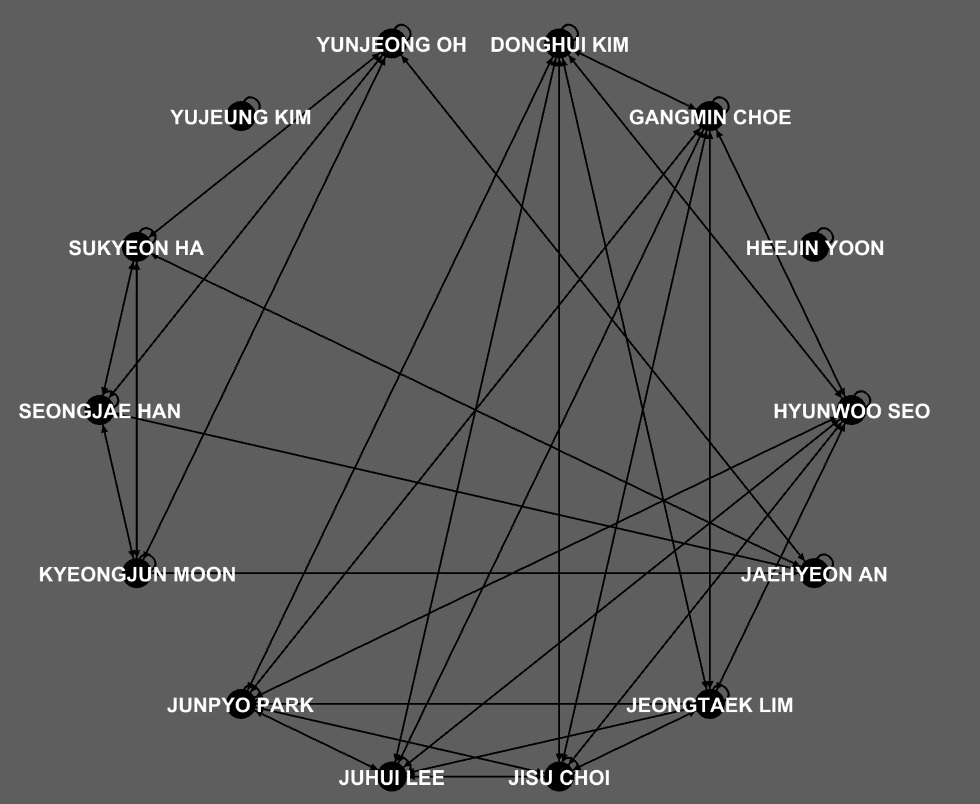 YUNJEONG OH
DONGHUI KIM
YUJEUNG KIM
GANGMIN CHOE
SUKYEON HA
HEEJIN YOON
SEONGJAE HAN
HYUNWOO SEO
KYEONGJUN MOON
JAEHYEON AN
JUNPYO PARK
JEONGTAEK LIM
JUHUI LEE
JISU CHOI